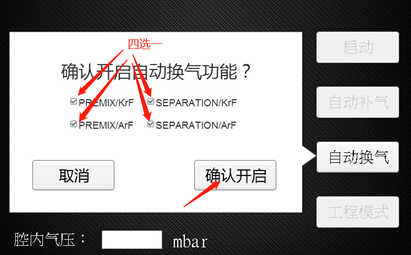 四选一
确认开启自动换气功能？
PREMIX/KrF SEPARATION/KrF
PREMIX/ArF SEPARATION/ArF
取消 确认开启
启动
自动补气
自动换气
工程模式
腔内气压： mbar